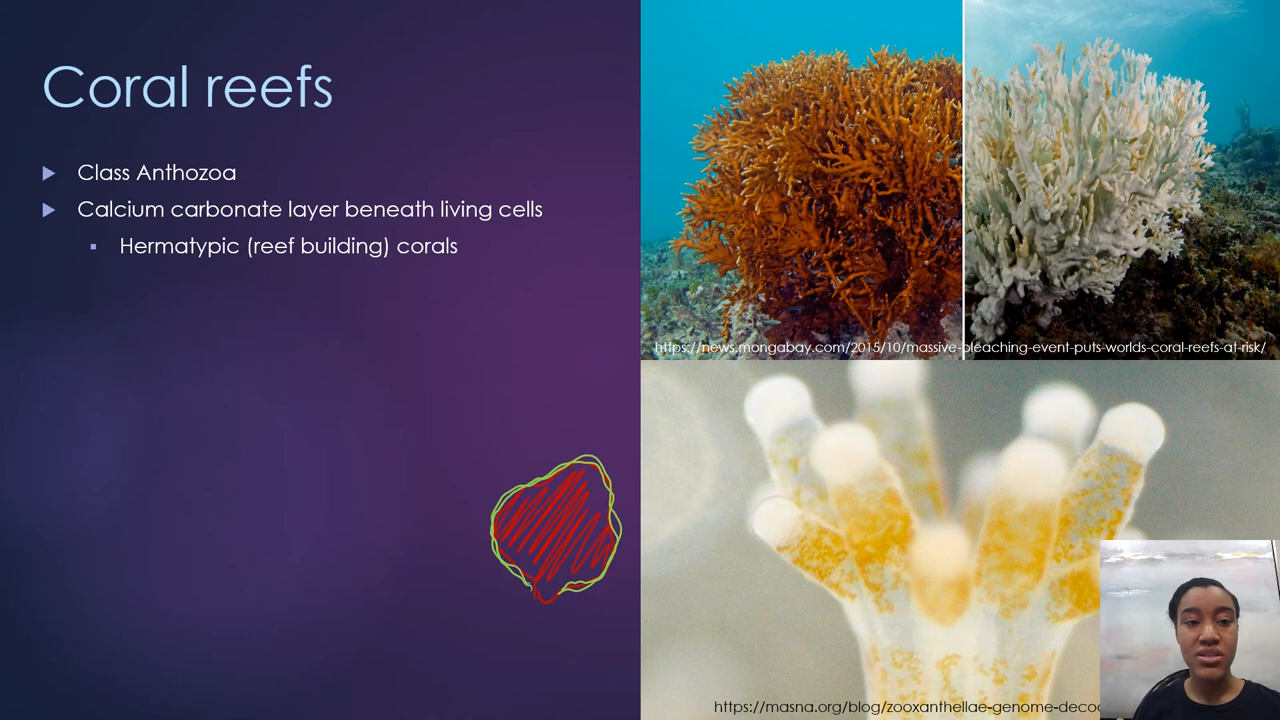 Coral reefs
Class Anthozoa
Calcium carbonate layer beneath living cells
Hermatypic (reef building) corals
https://news.mongabay.com/2015/10/massive-bleaching-event-puts-worlds-coral-reefs-at-risk/
https://masna.org/blog/zooxanthellae-genome-deco